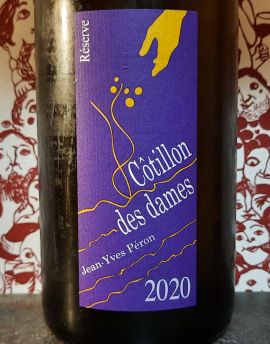 Réserve
Côtillon
des dames
Jean-Yves Péron
2020